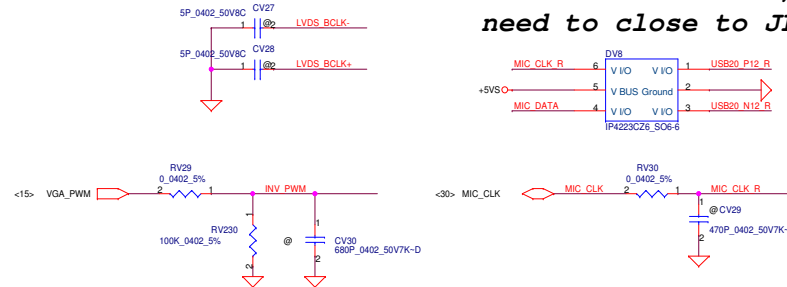 need to close to
5P_0402_50V8C CV27
1 @2 LVDS_BCLK-
5P_0402_50V8C CV28
1 @2 LVDS_BCLK+
DV8
MIC_CLK_R 6 V I/O V I/O 1 USB20_P12_R
+5VS 5 V BUS Ground 2
MIC_DATA 4 V I/O V I/O 3 USB20_N12_R
IP4223CZ6_SO6-6
RV29
0_0402_5%
<15> VGA_PWM 2 1 INV_PWM
1
RV230
100K_0402_5%
2
@
1
CV30
680P_0402_50V7K~D
2
RV30
0_0402_5%
<30> MIC_CLK MIC_CLK 2 1 MIC_CLK_R
1
@ CV29
470P_0402_50V7K~
2